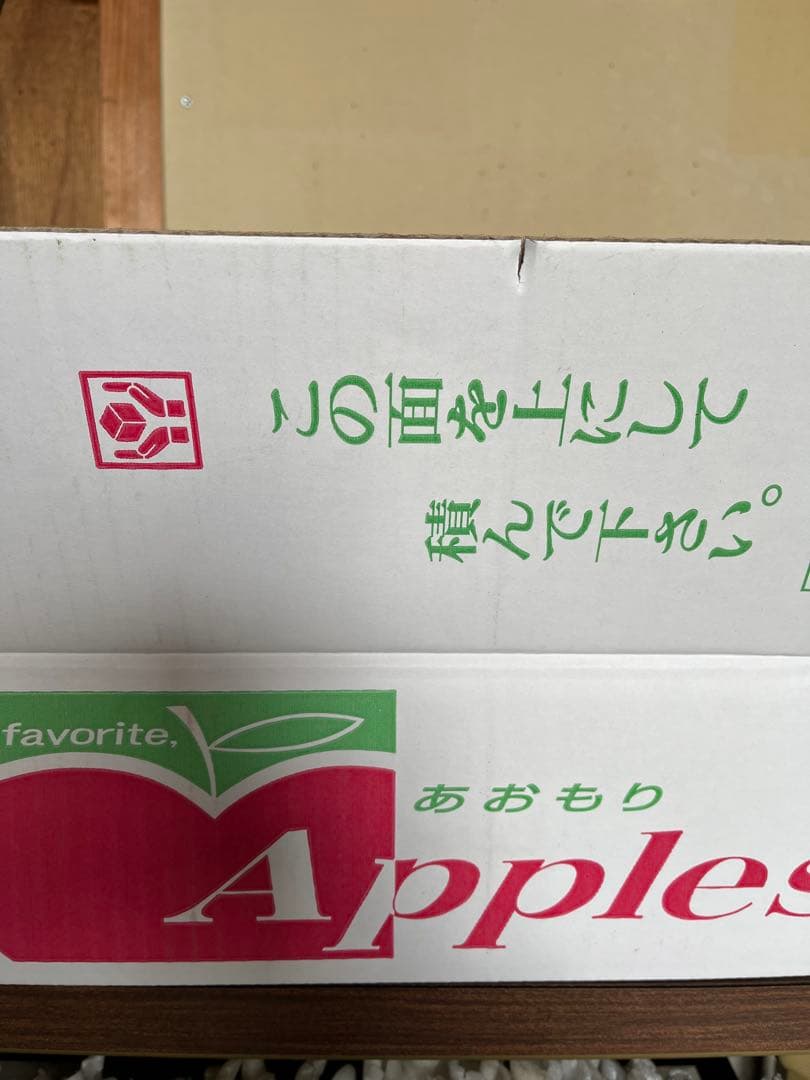 この面を上にして
積んで下さい。
favorite,
あおもり
Apples